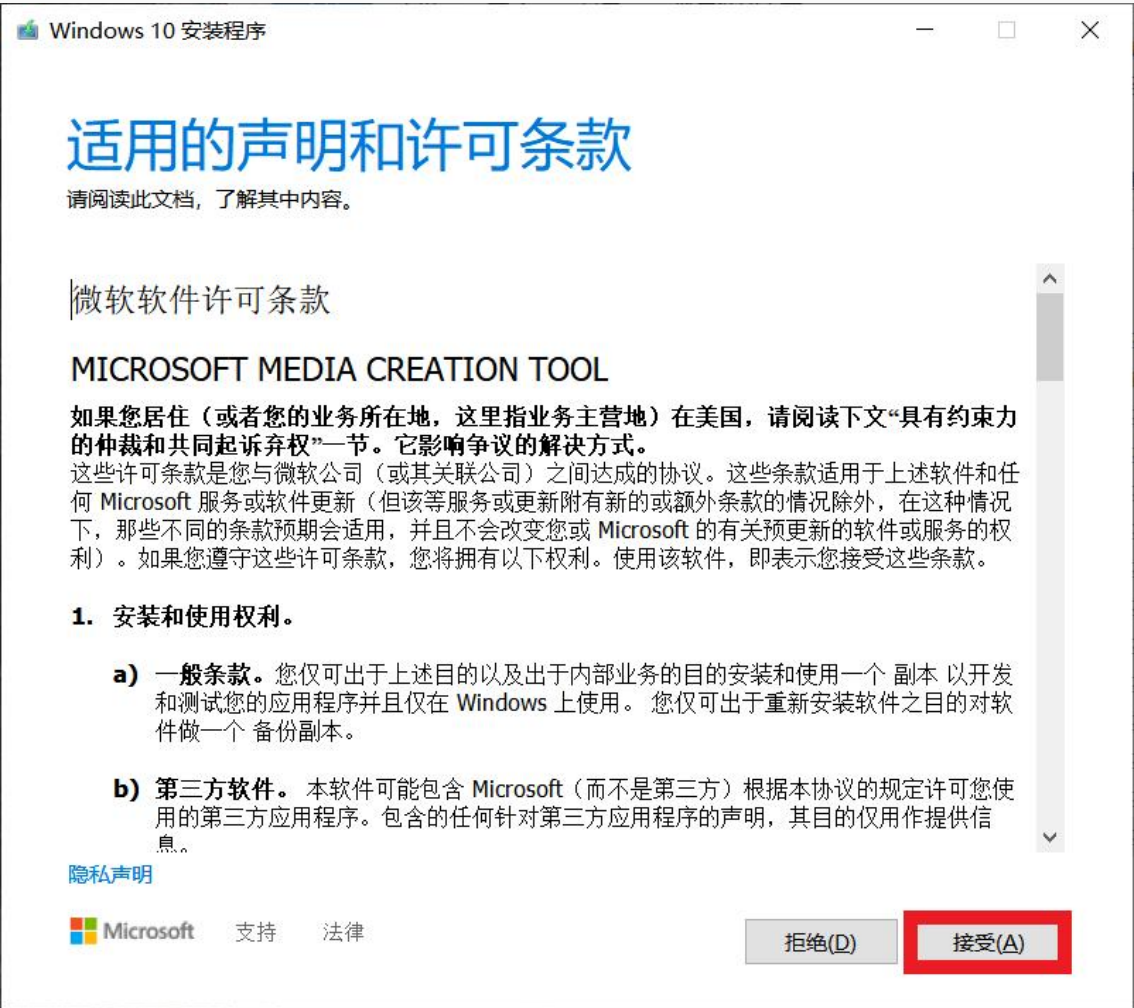 Windows 10 安装程序
适用的声明和许可条款
请阅读此文档，了解其中内容。
微软软件许可条款
MICROSOFT MEDIA CREATION TOOL
如果您居住（或者您的业务所在地，这里指业务主营地）在美国，请阅读下文“具有约束力
的仲裁和共同起诉弃权”一节。它影响争议的解决方式。
这些许可条款是您与微软公司（或其关联公司）之间达成的协议。这些条款适用于上述软件和任
何 Microsoft 服务或软件更新（但该等服务或更新附有新的或额外条款的情况除外，在这种情况
下，那些不同的条款预期会适用，并且不会改变您或 Microsoft 的有关预更新的软件或服务的权
利）。如果您遵守这些许可条款，您将拥有以下权利。使用该软件，即表示您接受这些条款。
1. 安装和使用权利。
a) 一般条款。您仅可出于上述目的以及出于内部业务的目的安装和使用一个 副本 以开发
和测试您的应用程序并且仅在 Windows 上使用。 您仅可出于重新安装软件之目的对软
件做一个 备份副本。
b) 第三方软件。 本软件可能包含 Microsoft（而不是第三方）根据本协议的规定许可您使
用的第三方应用程序。包含的任何针对第三方应用程序的声明，其目的仅用作提供信
息。
隐私声明
Microsoft 支持 法律
拒绝(D) 接受(A)